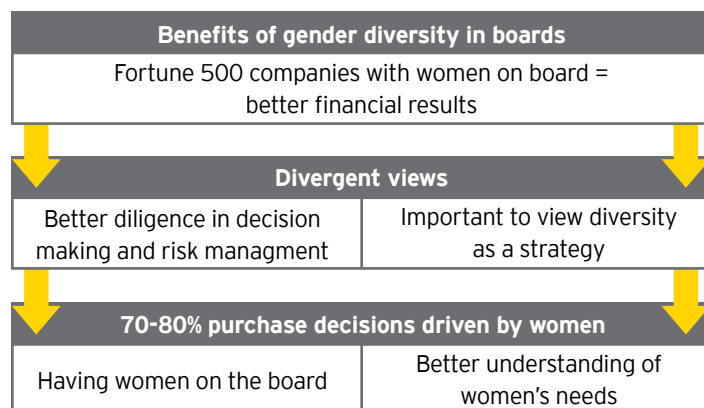 Benefits of gender diversity in boards
Fortune 500 companies with women on board =
better financial results
Divergent views
Better diligence in decision
making and risk managment
Important to view diversity
as a strategy
70-80% purchase decisions driven by women
Having women on the board
Better understanding of
women's needs